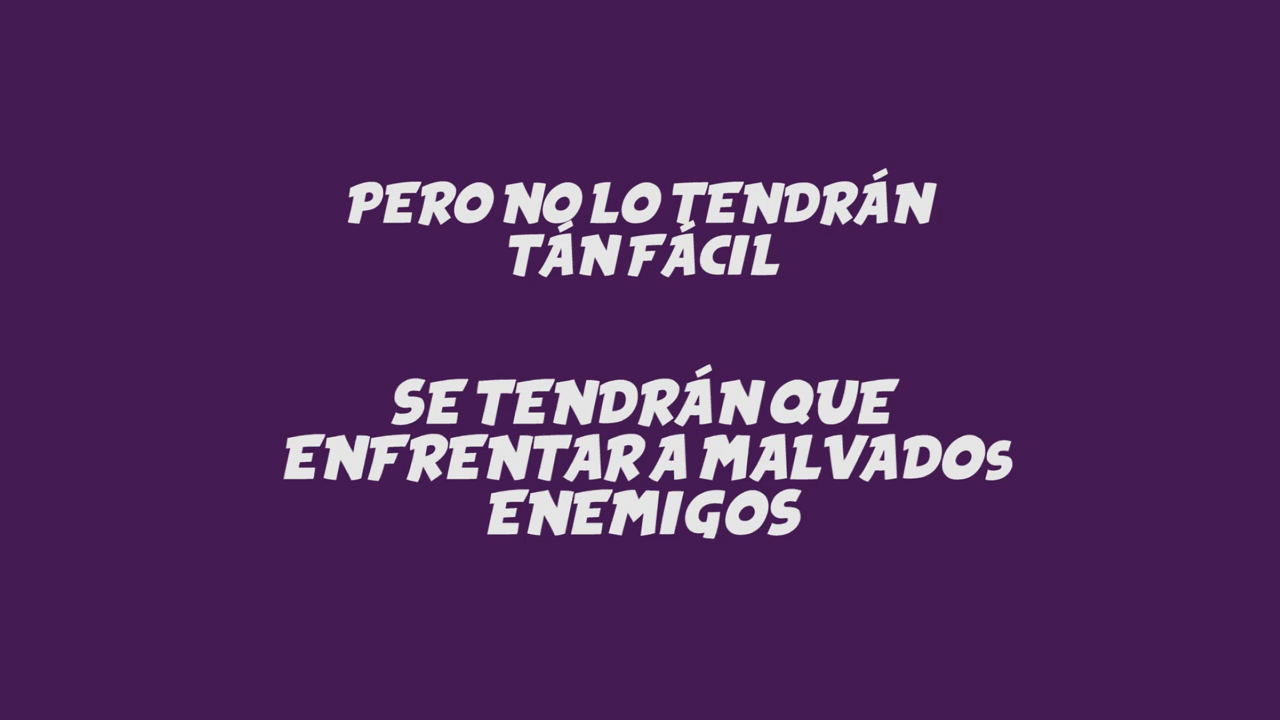 PERO NO LO TENDRÁN
TÁN FÁCIL
SE TENDRÁN QUE
ENFRENTAR A MALVADOS
ENEMIGOS